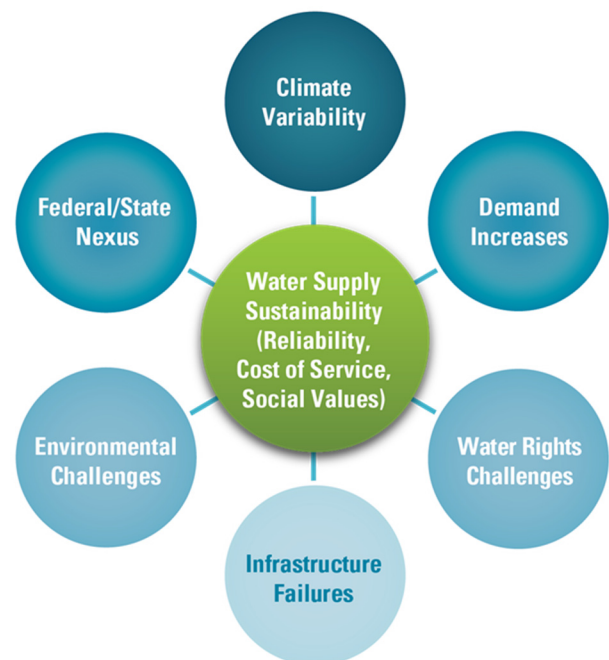 Climate
Variability
Federal/State
Nexus
Demand
Increases
Water Supply
Sustainability
(Reliability,
Cost of Service,
Social Values)
Environmental
Challenges
Water Rights
Challenges
Infrastructure
Failures